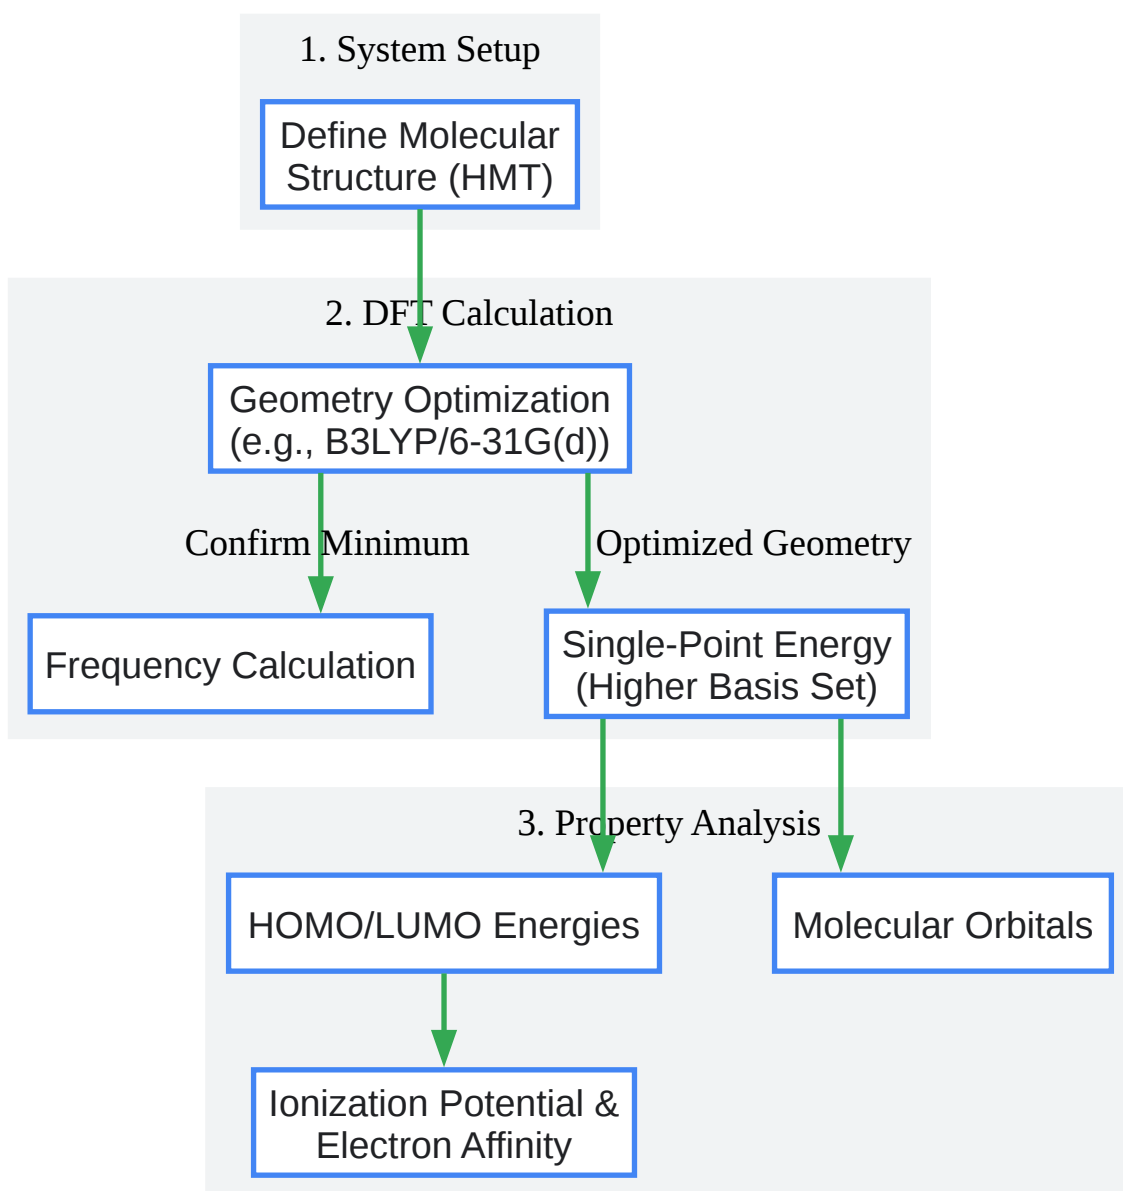 1. System Setup
Define Molecular
Structure (HMT)
2. DFT Calculation
Geometry Optimization
(e.g., B3LYP/6-31G(d))
Confirm Minimum
Optimized Geometry
Frequency Calculation
Single-Point Energy
(Higher Basis Set)
3. Property Analysis
HOMO/LUMO Energies
Molecular Orbitals
Ionization Potential &
Electron Affinity